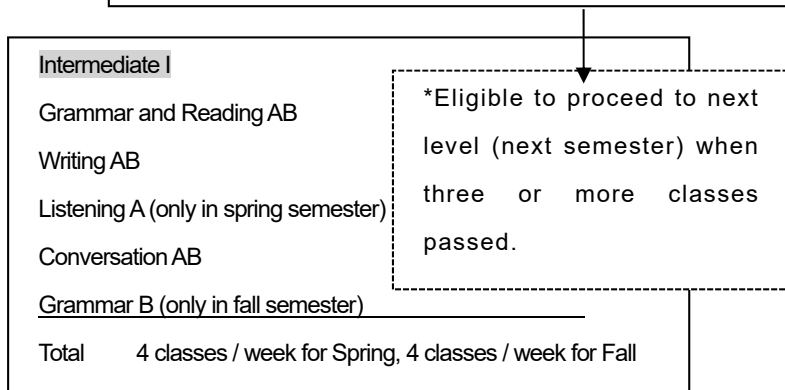 Intermediate I
Grammar and Reading AB
Writing AB
Listening A (only in spring semester)
Conversation AB
Grammar B (only in fall semester)
Total 4 classes / week for Spring, 4 classes / week for Fall
*Eligible to proceed to next
level (next semester) when
three or more classes
passed.